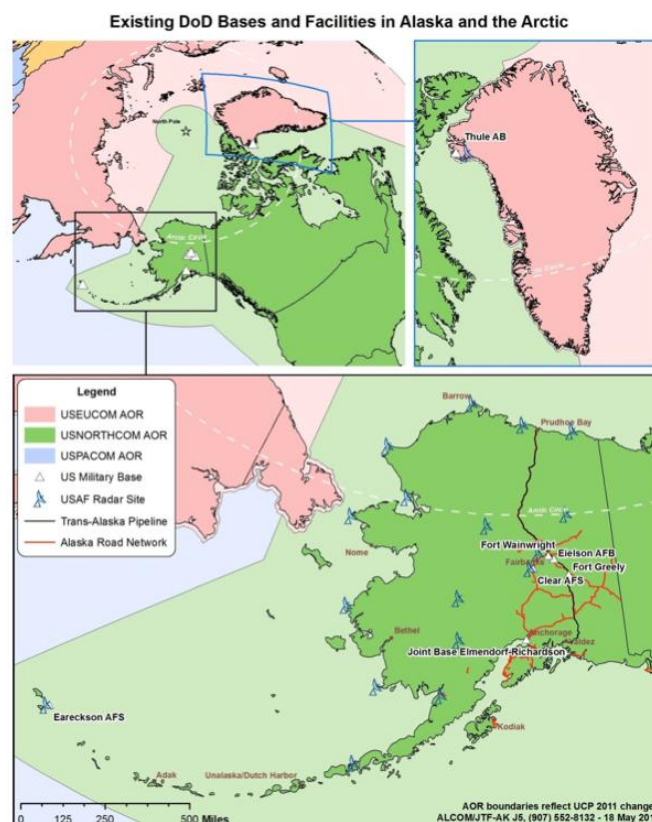 Existing DoD Bases and Facilities in Alaska and the Arctic
North Pole
Arctic Circle
Thule AB
Legend
USEUCOM AOR
USNORTHCOM AOR
USPACOM AOR
US Military Base
USAF Radar Site
Trans-Alaska Pipeline
Alaska Road Network
Barrow
Prudhoe Bay
Arctic Circle
Fort Wainwright
Eielson AFB
Fairbanks
Fort Greely
Clear AFS
Nome
Bethel
Anchorage
Valdez
Joint Base Elmendorf-Richardson
Eareckson AFS
Kodiak
Adak
Unalaska/Dutch Harbor
0 125 250 500 Miles
AOR boundaries reflect UCP 2011 change
ALCOM/JTF-AK J5, (907) 552-8132 - 18 May 201